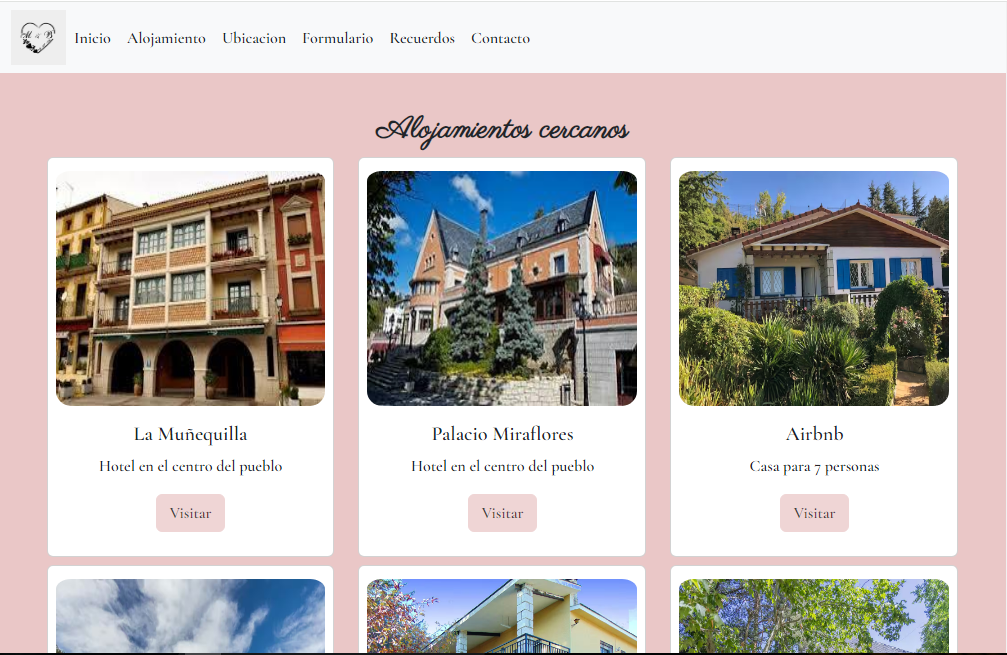 M & B
Inicio Alojamiento Ubicacion Formulario Recuerdos Contacto
Alojamientos cercanos
La Muñequilla
Hotel en el centro del pueblo
Visitar
Palacio Miraflores
Hotel en el centro del pueblo
Visitar
Airbnb
Casa para 7 personas
Visitar